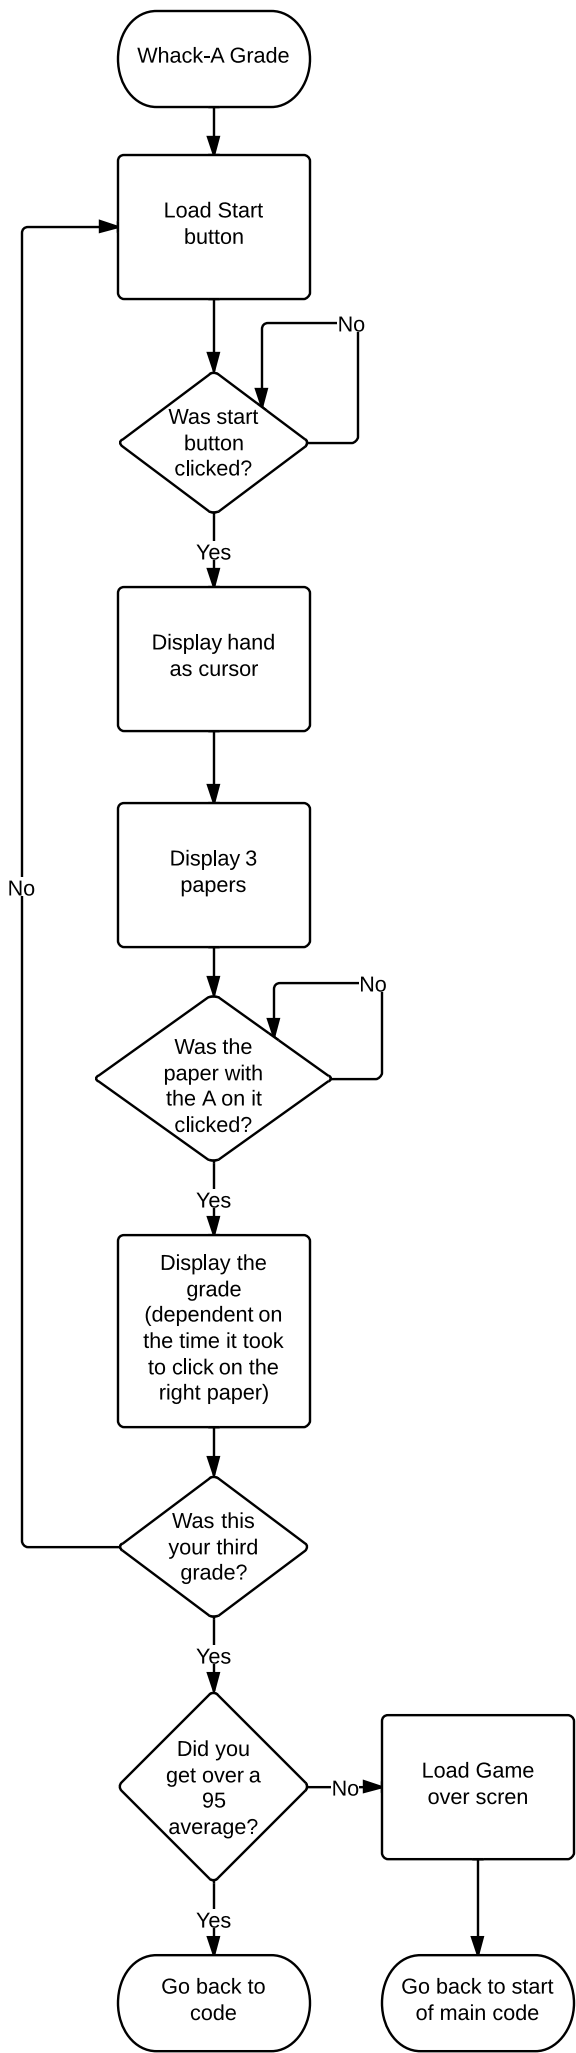 Whack-A Grade
Load Start
button
No
Was start
button
clicked?
Yes
Display hand
as cursor
Display 3
papers
No
No
Was the
paper with
the A on it
clicked?
Yes
Display the
grade
(dependent on
the time it took
to click on the
right paper)
Was this
your third
grade?
Yes
Did you
get over a
95
average?
No
Load Game
over scren
Yes
Go back to
code
Go back to start
of main code